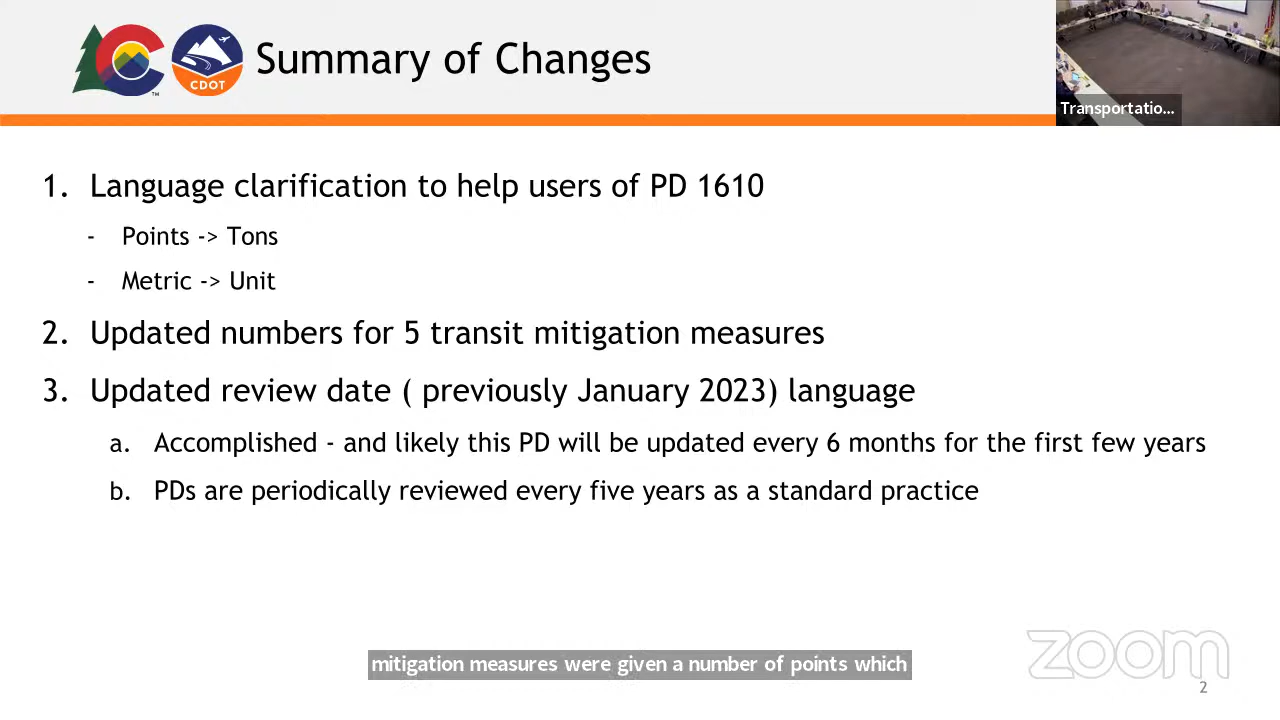 CDOT
Summary of Changes
TM
Transportatio...
1. Language clarification to help users of PD 1610
- Points -> Tons
- Metric -> Unit
2. Updated numbers for 5 transit mitigation measures
3. Updated review date ( previously January 2023) language
a. Accomplished - and likely this PD will be updated every 6 months for the first few years
b. PDs are periodically reviewed every five years as a standard practice
mitigation measures were given a number of points which
zoom
2